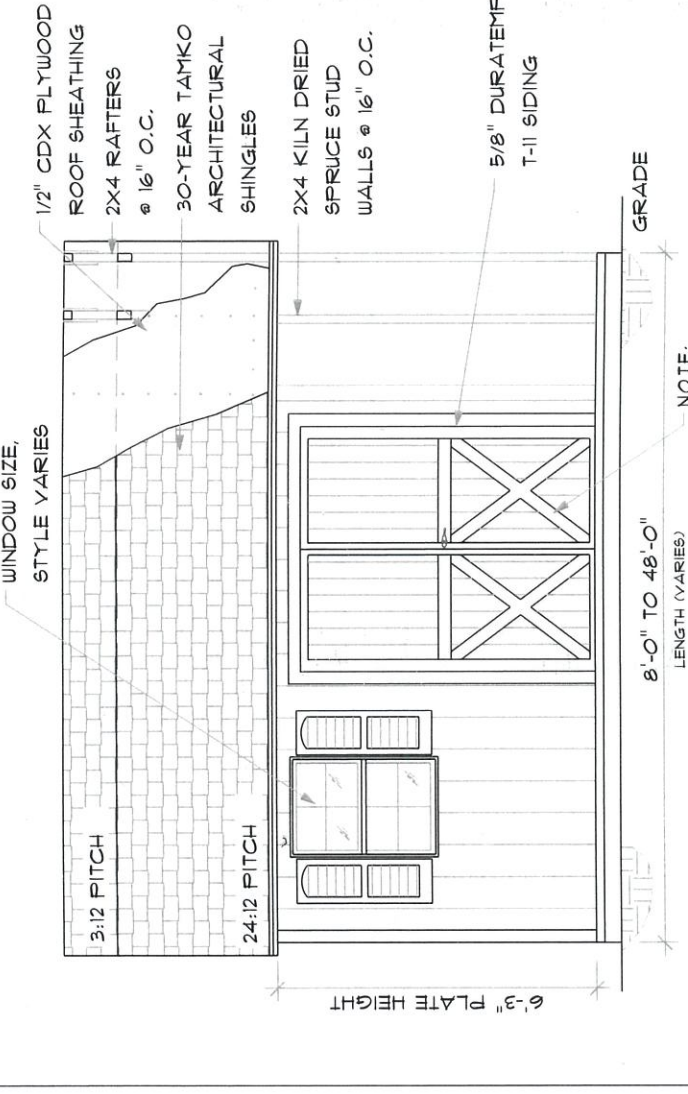 WINDOW SIZE,
STYLE VARIES
1/2" CDX PLYWOOD
ROOF SHEATHING
2X4 RAFTERS
@ 16" O.C.
30-YEAR TAMKO
ARCHITECTURAL
SHINGLES
2X4 KILN DRIED
SPRUCE STUD
WALLS @ 16" O.C.
5/8"
T-11 SIDING
GRADE
3:12 PITCH
24:12 PITCH
6'-3" PLATE HEIGHT
8'-0" TO 48'-0"
LENGTH (VARIES)
NOTE: